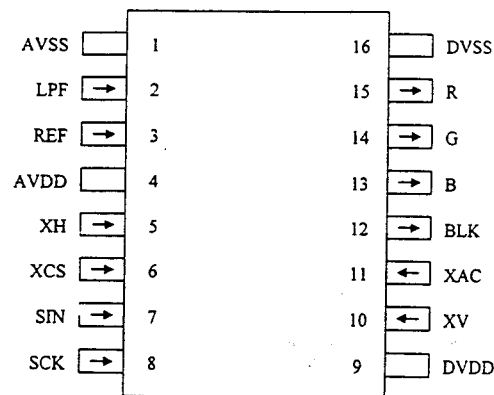 AVSS 1 16 DVSS
LPF 2 15 R
REF 3 14 G
AVDD 4 13 B
XH 5 12 BLK
XCS 6 11 XAC
SIN 7 10 XV
SCK 8 9 DVDD